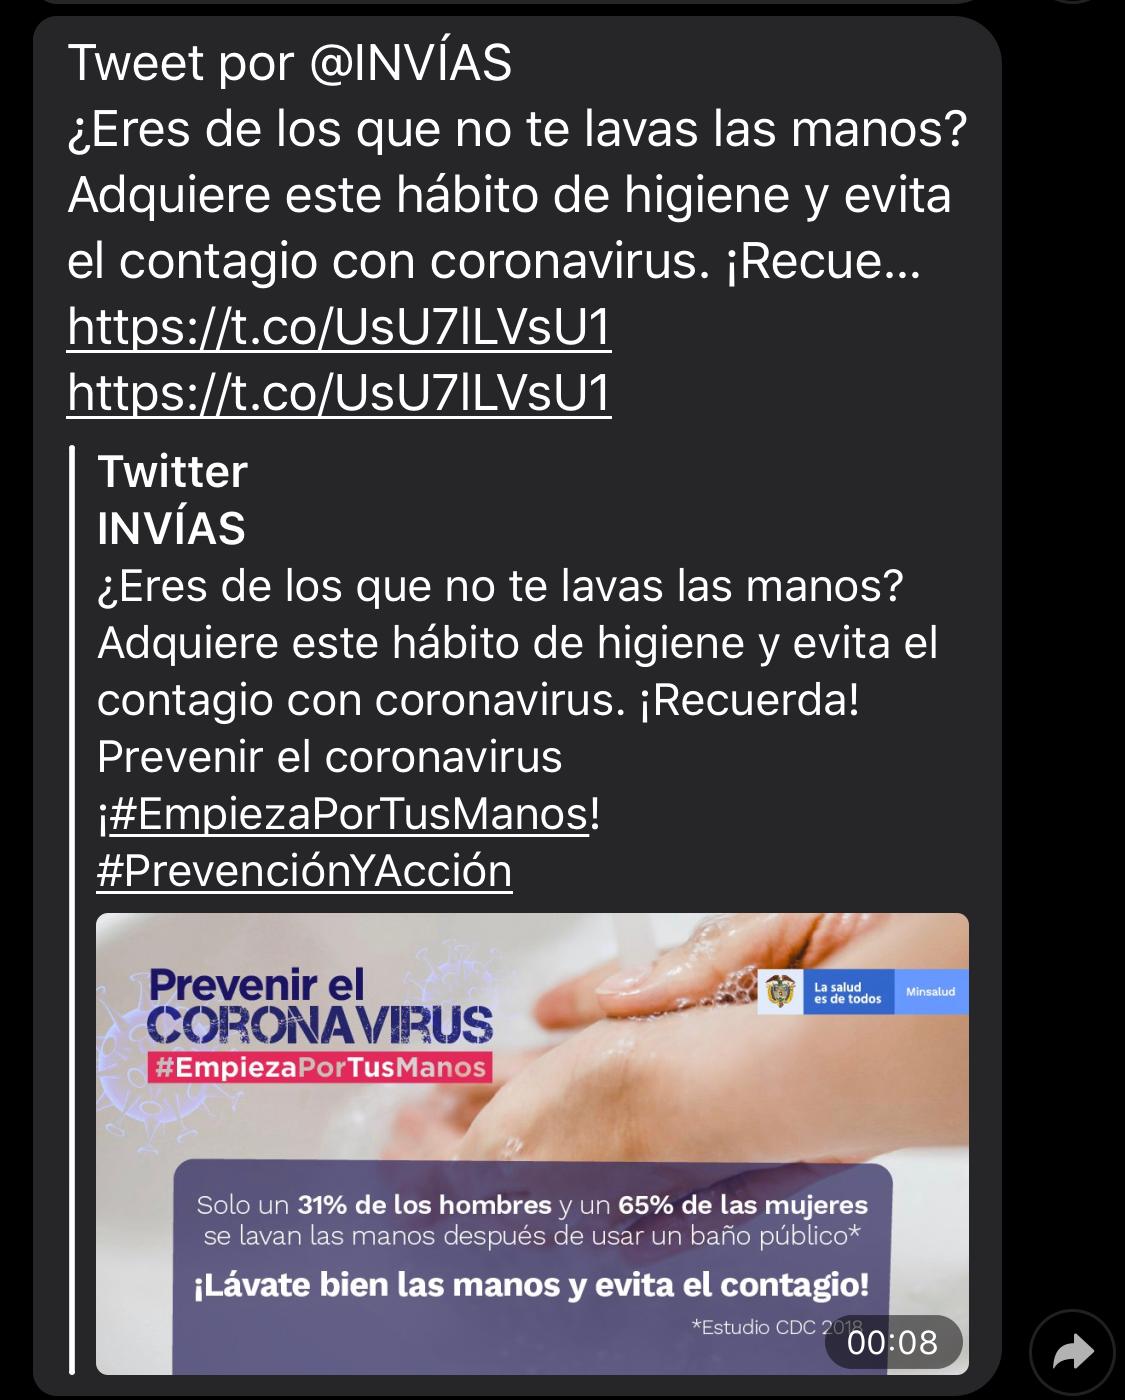 Tweet por @INVÍAS
¿Eres de los que no te lavas las manos?
Adquiere este hábito de higiene y evita
el contagio con coronavirus. ¡Recue...
https://t.co/UsU7lLVsU1
https://t.co/UsU7lLVsU1
Twitter
INVÍAS
¿Eres de los que no te lavas las manos?
Adquiere este hábito de higiene y evita el
contagio con coronavirus. ¡Recuerda!
Prevenir el coronavirus
¡#EmpiezaPorTusManos!
#PrevenciónYAcción
Prevenir el
CORONAVIRUS
#EmpiezaPorTusManos
La salud
es de todos
Minsalud
Solo un 31% de los hombres y un 65% de las mujeres
se lavan las manos después de usar un baño público*
¡Lávate bien las manos y evita el contagio!
*Estudio CDC 2018
00:08